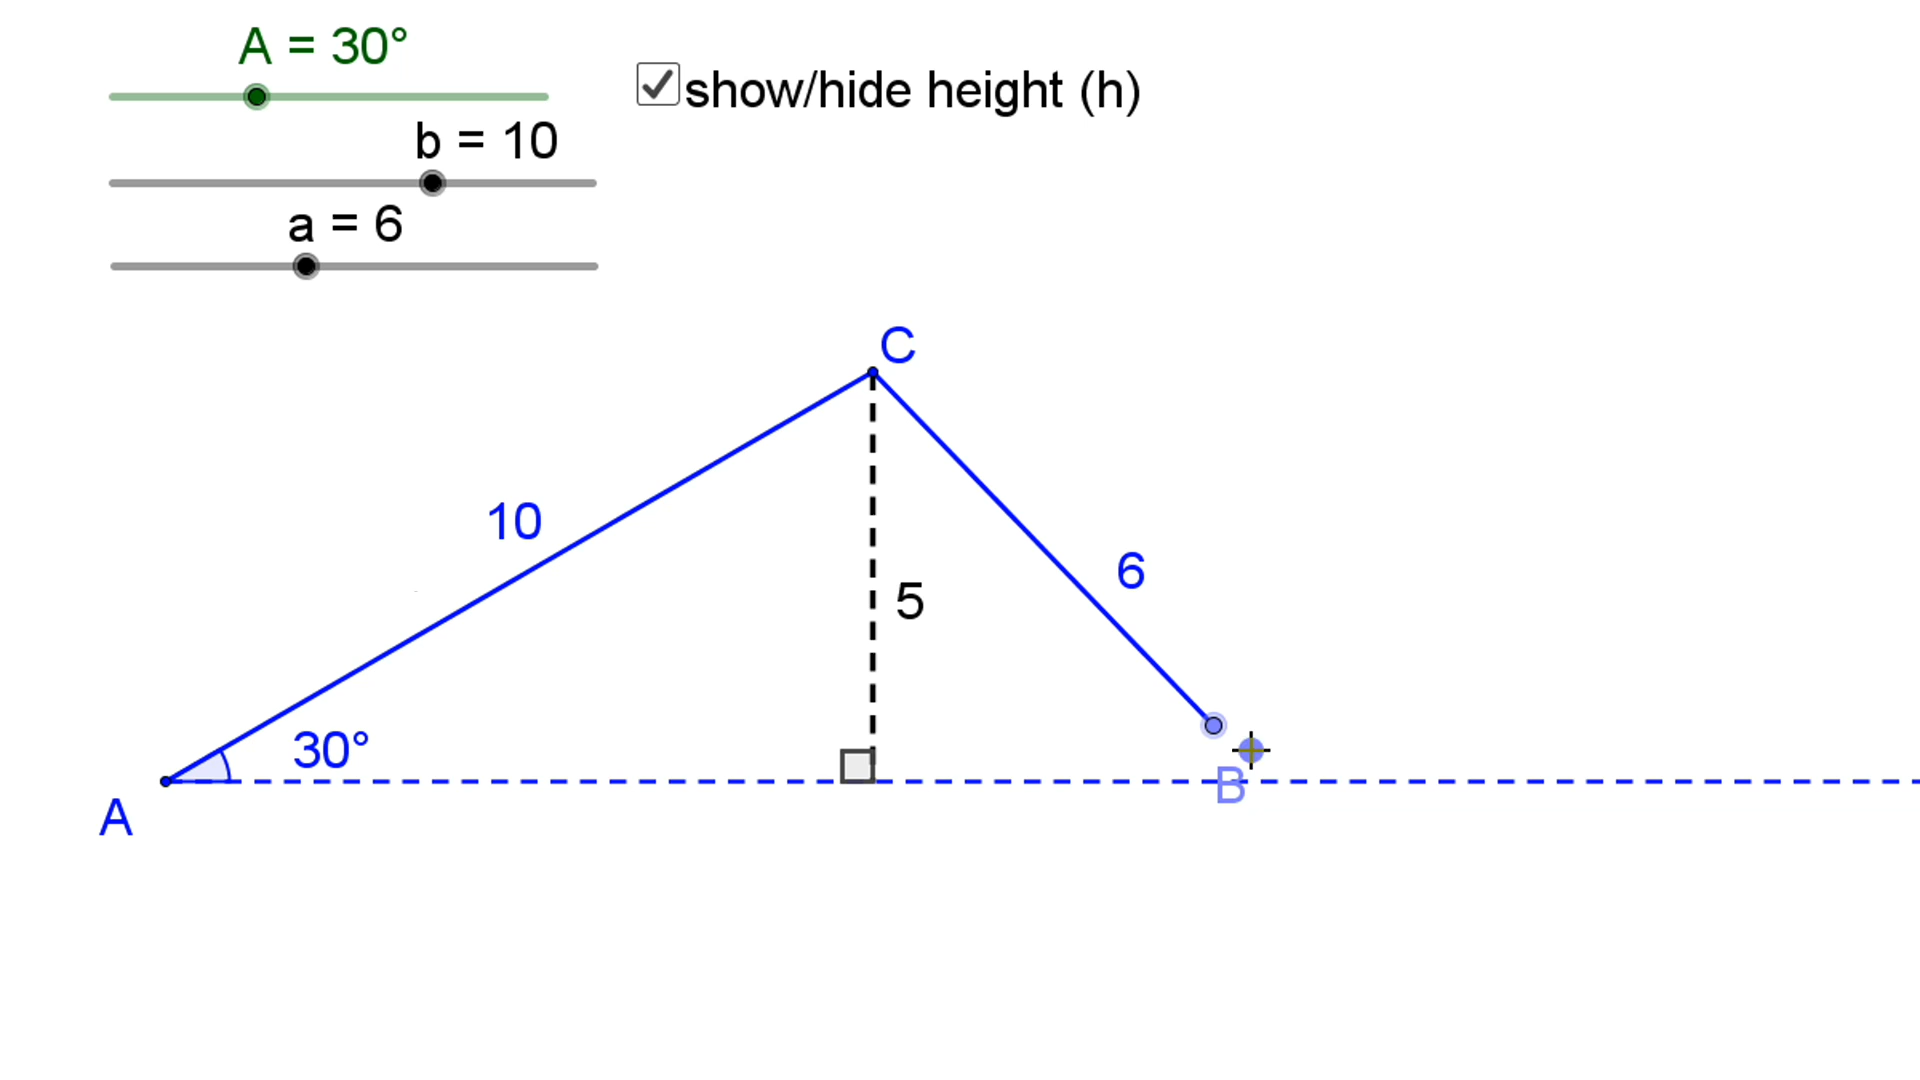 A = 30°
show/hide height (h)
b = 10
a = 6
C
10
6
5
30°
B
A